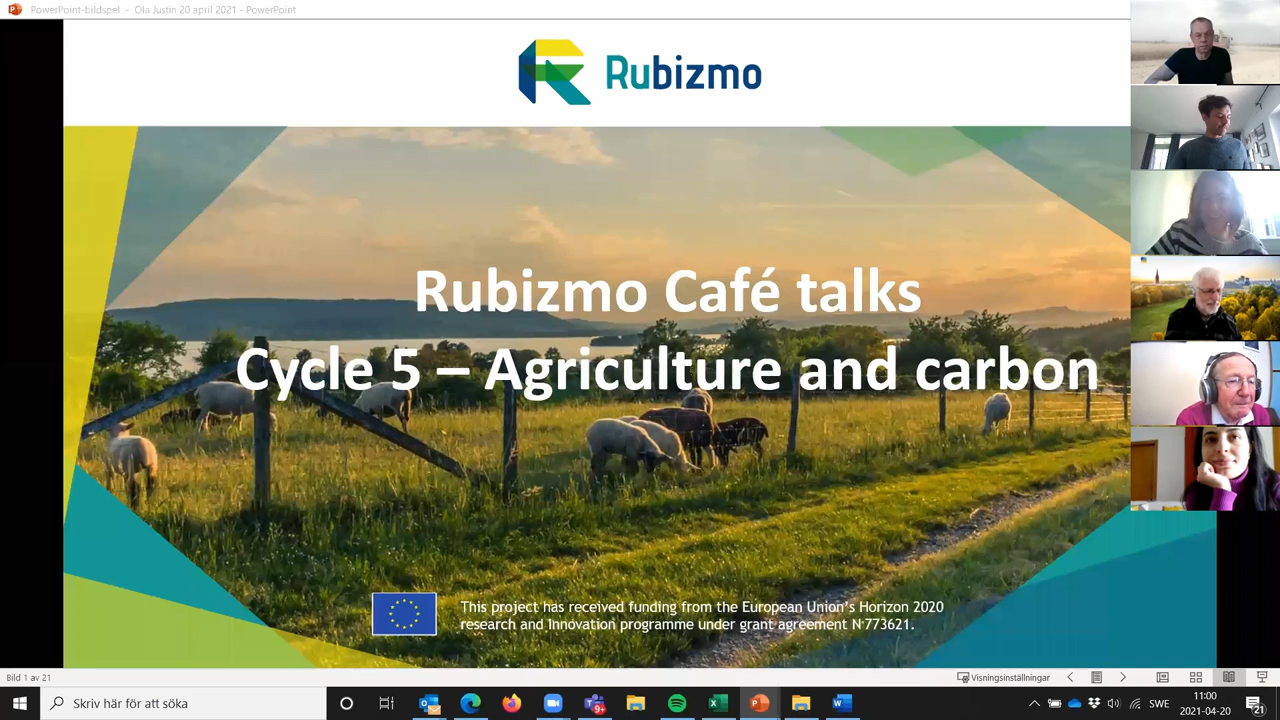 PowerPoint-bildspel - Ola Justin 20 april 2021 - PowerPoint
Rubizmo
Rubizmo Café talks
Cycle 5 – Agriculture and carbon
This project has received funding from the European Union's Horizon 2020
research and innovation programme under grant agreement N°773621.
Bild 1 av 21
Visningsinställningar
Skriv här för att söka
9+
SWE
11:00
2021-04-20
21